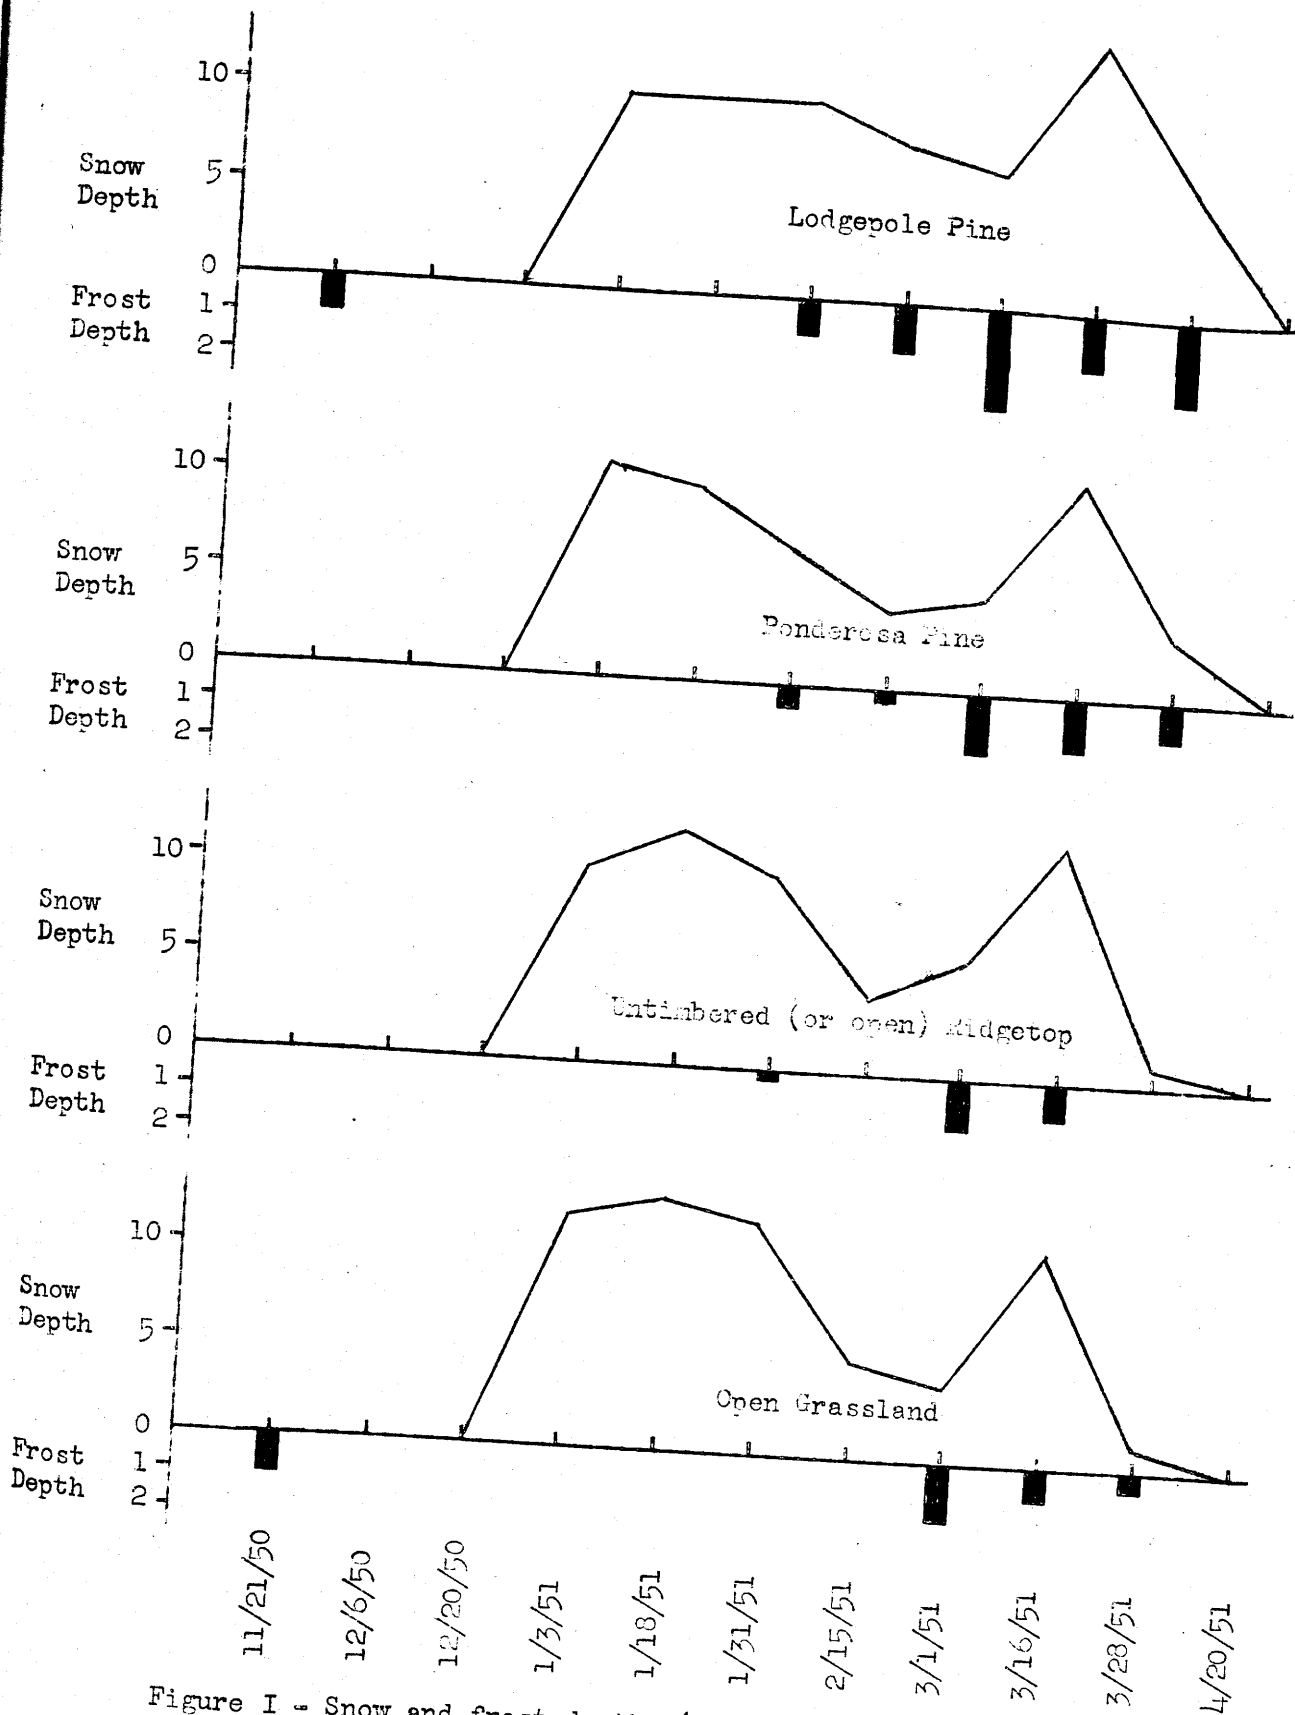 10
Snow
Depth
5
Lodgepole Pine
0
Frost
Depth
1
2
10
Snow
Depth
5
Ponderosa Pine
0
Frost
Depth
1
2
10
Snow
Depth
5
Untimbered (or open) Ridgetop
0
Frost
Depth
1
2
10
Snow
Depth
5
Open Grassland
0
Frost
Depth
1
2
11/21/50
12/6/50
12/20/50
1/3/51
1/18/51
1/31/51
2/15/51
3/1/51
3/16/51
3/28/51
4/20/51
Figure I - Snow and frost